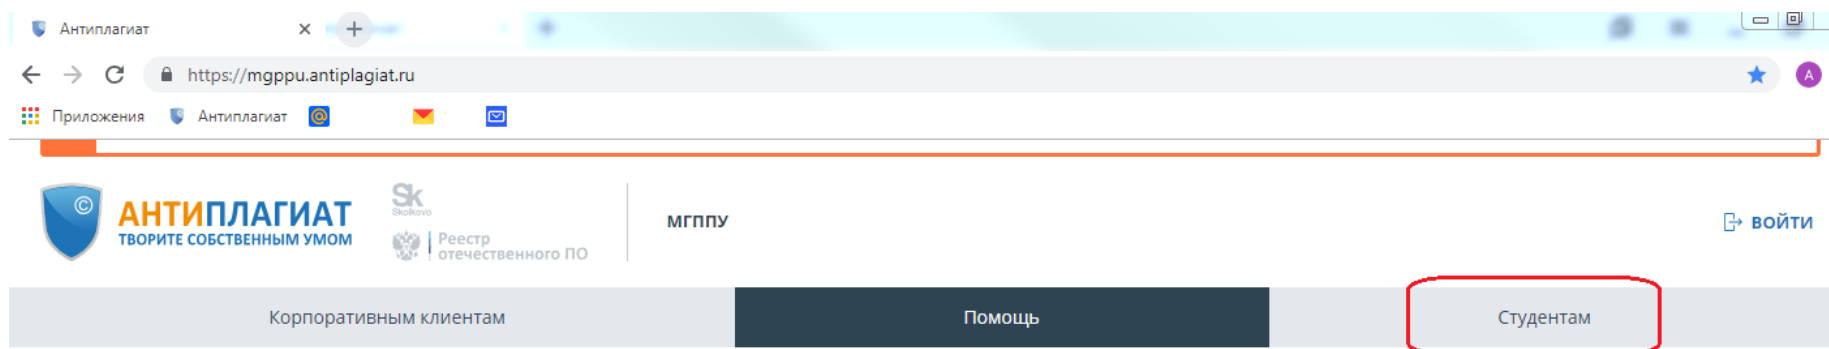 Антиплагиат
https://mgppu.antiplagiat.ru
A
Приложения Антиплагиат
©
АНТИПЛАГИАТ
ТВОРИТЕ СОБСТВЕННЫМ УМОМ
Sk
Skolkovo
Реестр
отечественного ПО
МГППУ
ВОЙТИ
Корпоративным клиентам Помощь Студентам